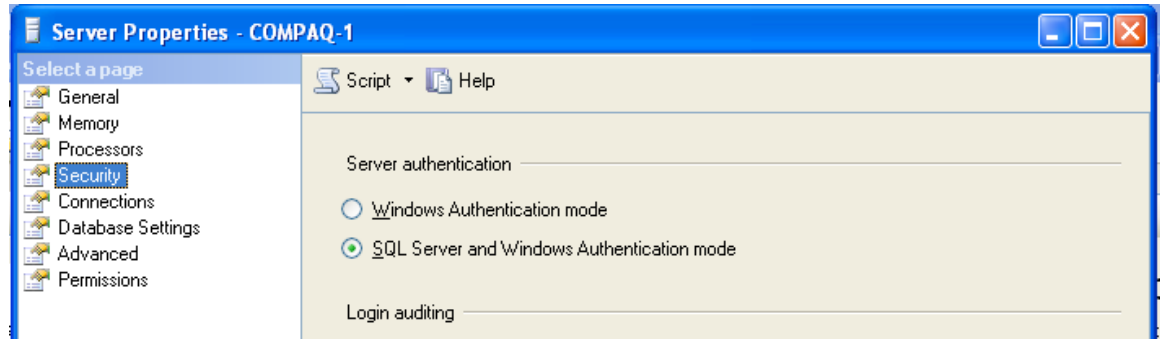 Server Properties - COMPAQ-1
Select a page
General
Memory
Processors
Security
Connections
Database Settings
Advanced
Permissions
Script
Help
Server authentication
Windows Authentication mode
SQL Server and Windows Authentication mode
Login auditing